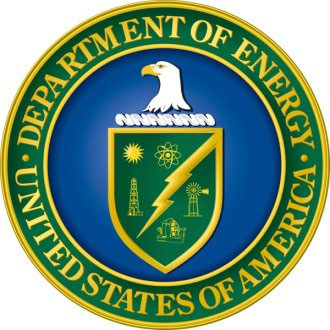 · DEPARTMENT OF ENERGY ·
UNITED STATES OF AMERICA